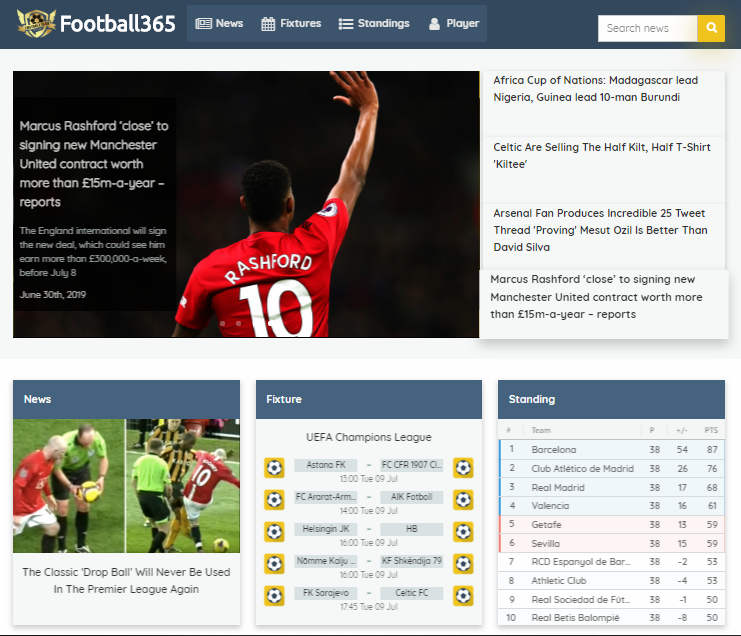 Football365
News
Fixtures
Standings
Player
Search news
Marcus Rashford ‘close’ to
signing new Manchester
United contract worth
more than £15m-a-year –
reports
The England international will sign
the new deal, which could see him
earn more than £300,000-a-week,
before July 8
June 30th, 2019
RASHFORD
10
Africa Cup of Nations: Madagascar lead
Nigeria, Guinea lead 10-man Burundi
Celtic Are Selling The Half Kilt, Half T-Shirt
'Kiltee'
Arsenal Fan Produces Incredible 25 Tweet
Thread 'Proving' Mesut Ozil Is Better Than
David Silva
Marcus Rashford ‘close’ to signing new
Manchester United contract worth more
than £15m-a-year – reports
News
10
The Classic 'Drop Ball' Will Never Be Used
In The Premier League Again
Fixture
UEFA Champions League
Astana FK – FC CFR 1907 Cl...
15:00 Tue 09 Jul
FC Ararat-Arm... – AIK Fotboll
14:00 Tue 09 Jul
Helsingin JK – HB
16:00 Tue 09 Jul
Nõmme Kalju ... – KF Shkëndija 79
16:00 Tue 09 Jul
FK Sarajevo – Celtic FC
17:45 Tue 09 Jul
Standing
# Team P +/- PTS
1 Barcelona 38 54 87
2 Club Atlético de Madrid 38 26 76
3 Real Madrid 38 17 68
4 Valencia 38 16 61
5 Getafe 38 13 59
6 Sevilla 38 15 59
7 RCD Espanyol de Bar... 38 -2 53
8 Athletic Club 38 -4 53
9 Real Sociedad de Fút... 38 -1 50
10 Real Betis Balompié 38 -8 50